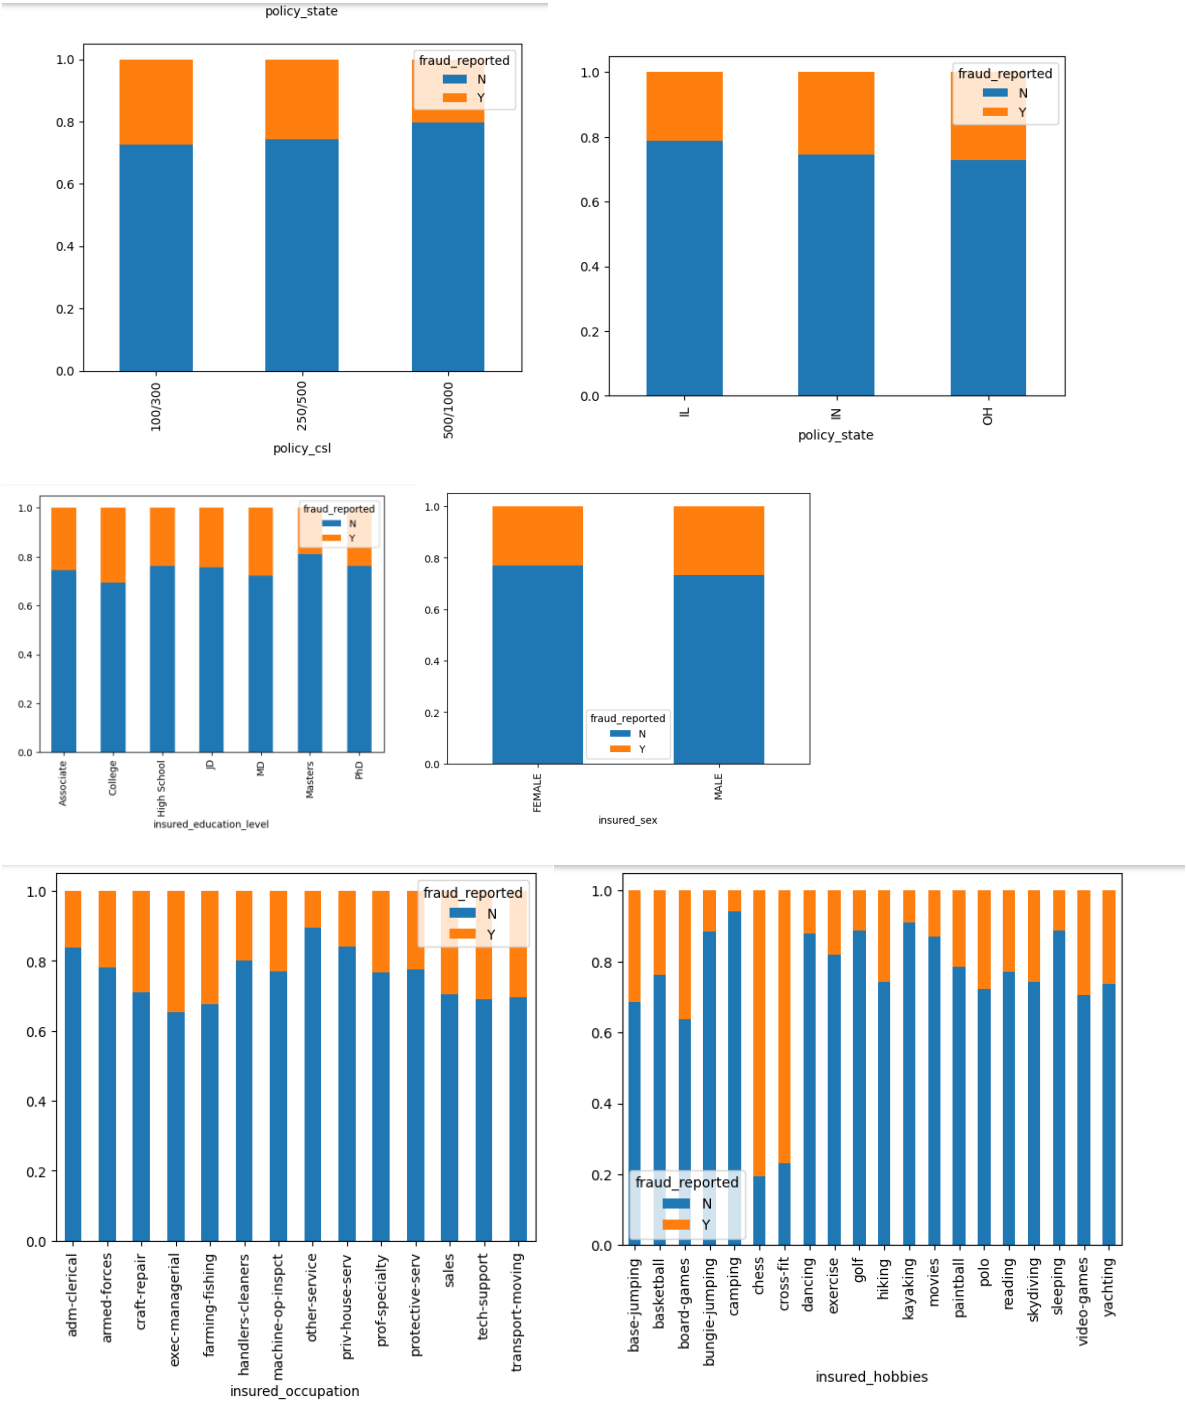 policy_state
fraud_reported
N
Y
1.0
0.8
0.6
0.4
0.2
0.0
100/300
250/500
500/1000
policy_csl
fraud_reported
N
Y
1.0
0.8
0.6
0.4
0.2
0.0
IL
IN
OH
policy_state
fraud_reported
N
Y
1.0
0.8
0.6
0.4
0.2
0.0
Associate
College
High School
JD
MD
Masters
PhD
insured_education_level
1.0
0.8
0.6
0.4
0.2
0.0
fraud_reported
N
Y
FEMALE
MALE
insured_sex
fraud_reported
N
Y
1.0
0.8
0.6
0.4
0.2
0.0
adm-clerical
armed-forces
craft-repair
exec-managerial
farming-fishing
handlers-cleaners
machine-op-inspct
other-service
priv-house-serv
prof-specialty
protective-serv
sales
tech-support
transport-moving
insured_occupation
1.0
0.8
0.6
0.4
0.2
0.0
fraud_reported
N
Y
base-jumping
basketball
board-games
bungie-jumping
camping
chess
cross-fit
dancing
exercise
golf
hiking
kayaking
movies
paintball
polo
reading
skydiving
sleeping
video-games
yachting
insured_hobbies